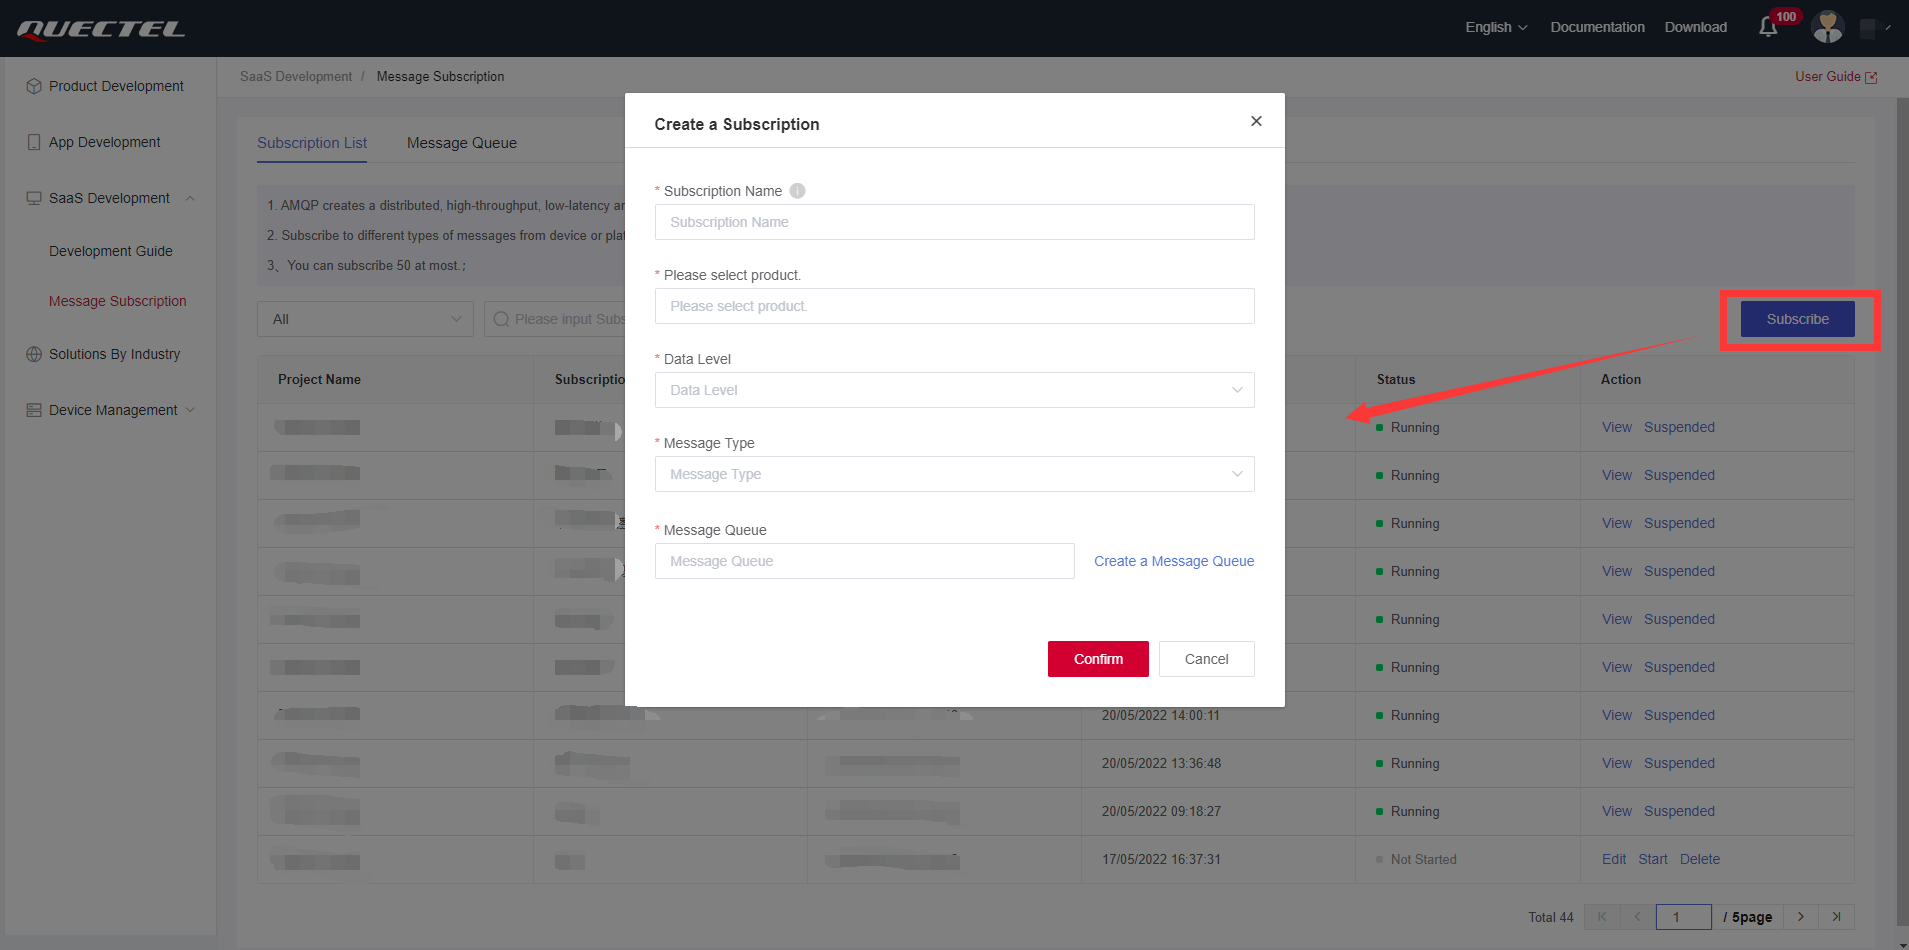 QUECTEL
English
Documentation
Download
100
Product Development
App Development
SaaS Development
Development Guide
Message Subscription
Solutions By Industry
Device Management
SaaS Development / Message Subscription
User Guide
Subscription List
Message Queue
1. AMQP creates a distributed, high-throughput, low-latency
2. Subscribe to different types of messages from device or
3、You can subscribe 50 at most.;
All
Please input
Subscribe
Project Name
Status
Action
Running
View Suspended
Running
View Suspended
Running
View Suspended
Running
View Suspended
Running
View Suspended
Running
View Suspended
20/05/2022 14:00:11
Running
View Suspended
20/05/2022 13:36:48
Running
View Suspended
20/05/2022 09:18:27
Running
View Suspended
17/05/2022 16:37:31
Not Started
Edit Start Delete
Total 44
1
/ 5page
Create a Subscription
* Subscription Name
Subscription Name
* Please select product.
Please select product.
* Data Level
Data Level
* Message Type
Message Type
* Message Queue
Message Queue
Create a Message Queue
Confirm
Cancel